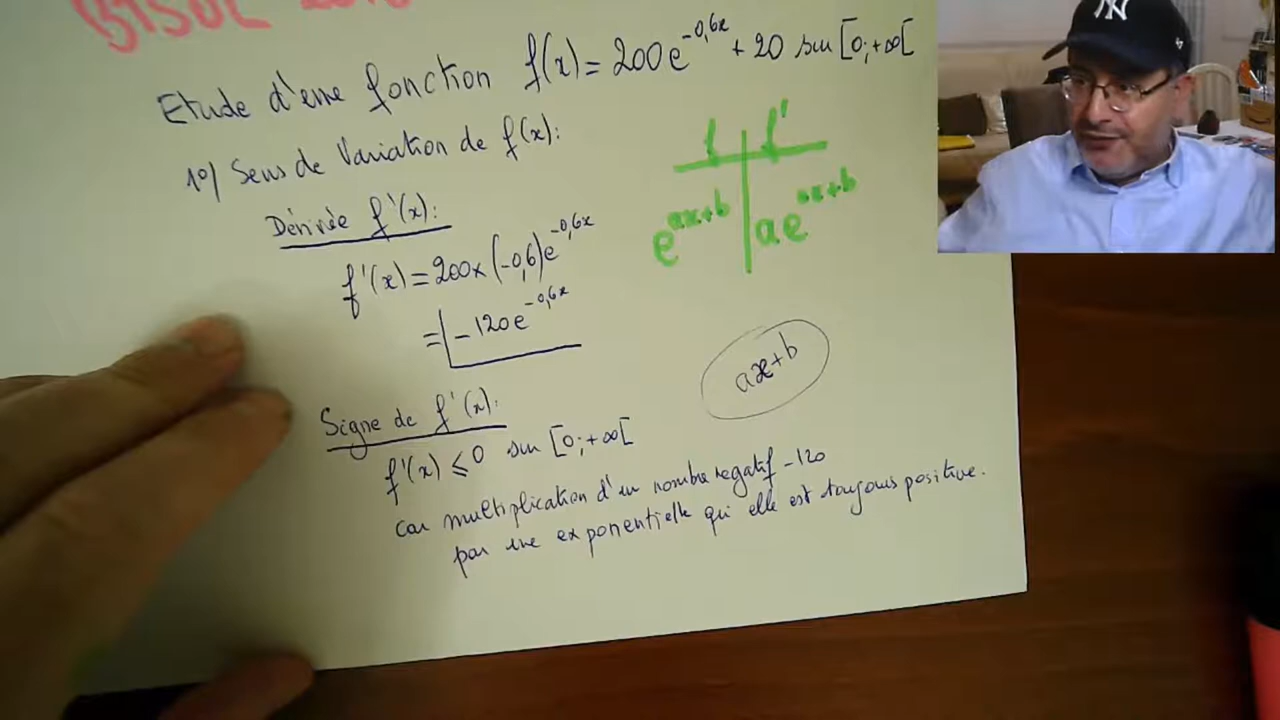 Etude d'une fonction f(x) = 200e^{-0,6x} + 20 sur [0; +∞[
1°/ Sens de Variation de f(x):
Dérivée f'(x):
f'(x) = 200 x (-0,6)e^{-0,6x}
= -120e^{-0,6x}
f | f'
e^{ax+b} | ae^{ax+b}
ax+b
Signe de f'(x):
f'(x) ⩽ 0 sur [0; +∞[
car multiplication d'un nombre negatif -120
par une exponentielle qui elle est toujours positive.
NY